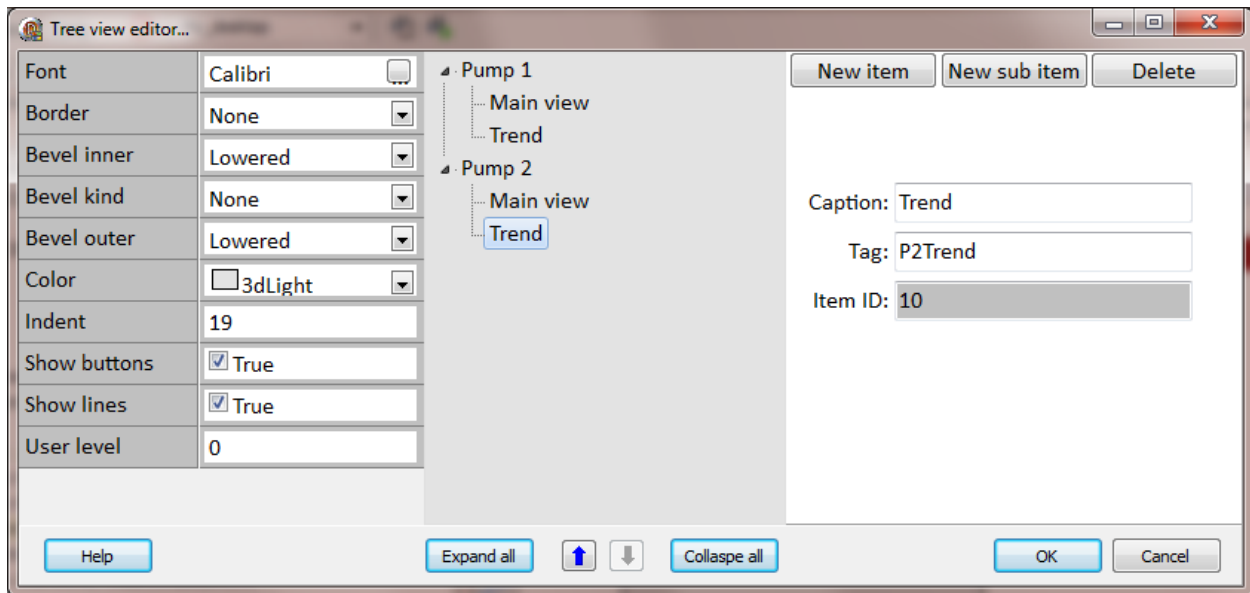 Tree view editor...
Font Calibri ...
Border None
Bevel inner Lowered
Bevel kind None
Bevel outer Lowered
Color 3dLight
Indent 19
Show buttons True
Show lines True
User level 0
Pump 1
Main view
Trend
Pump 2
Main view
Trend
New item New sub item Delete
Caption: Trend
Tag: P2Trend
Item ID: 10
Help Expand all Collaspe all OK Cancel